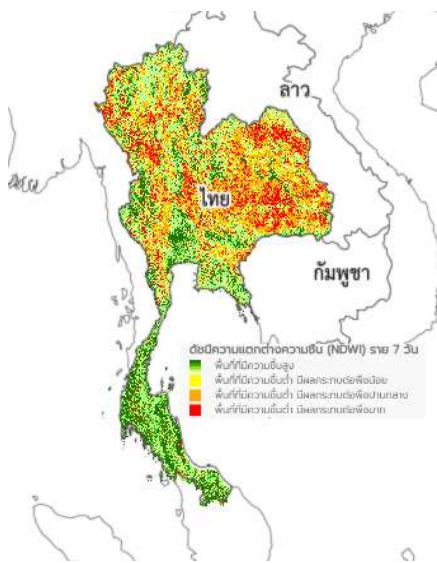 ลาว
ไทย
กัมพูชา
ดัชนีความแตกต่างความชื้น (NDWI) ราย 7 วัน
พื้นที่ที่มีความชื้นสูง
พื้นที่ที่มีความชื้นต่ำ มีผลกระทบต่อพืชน้อย
พื้นที่ที่มีความชื้นต่ำ มีผลกระทบต่อพืชปานกลาง
พื้นที่ที่มีความชื้นต่ำ มีผลกระทบต่อพืชมาก